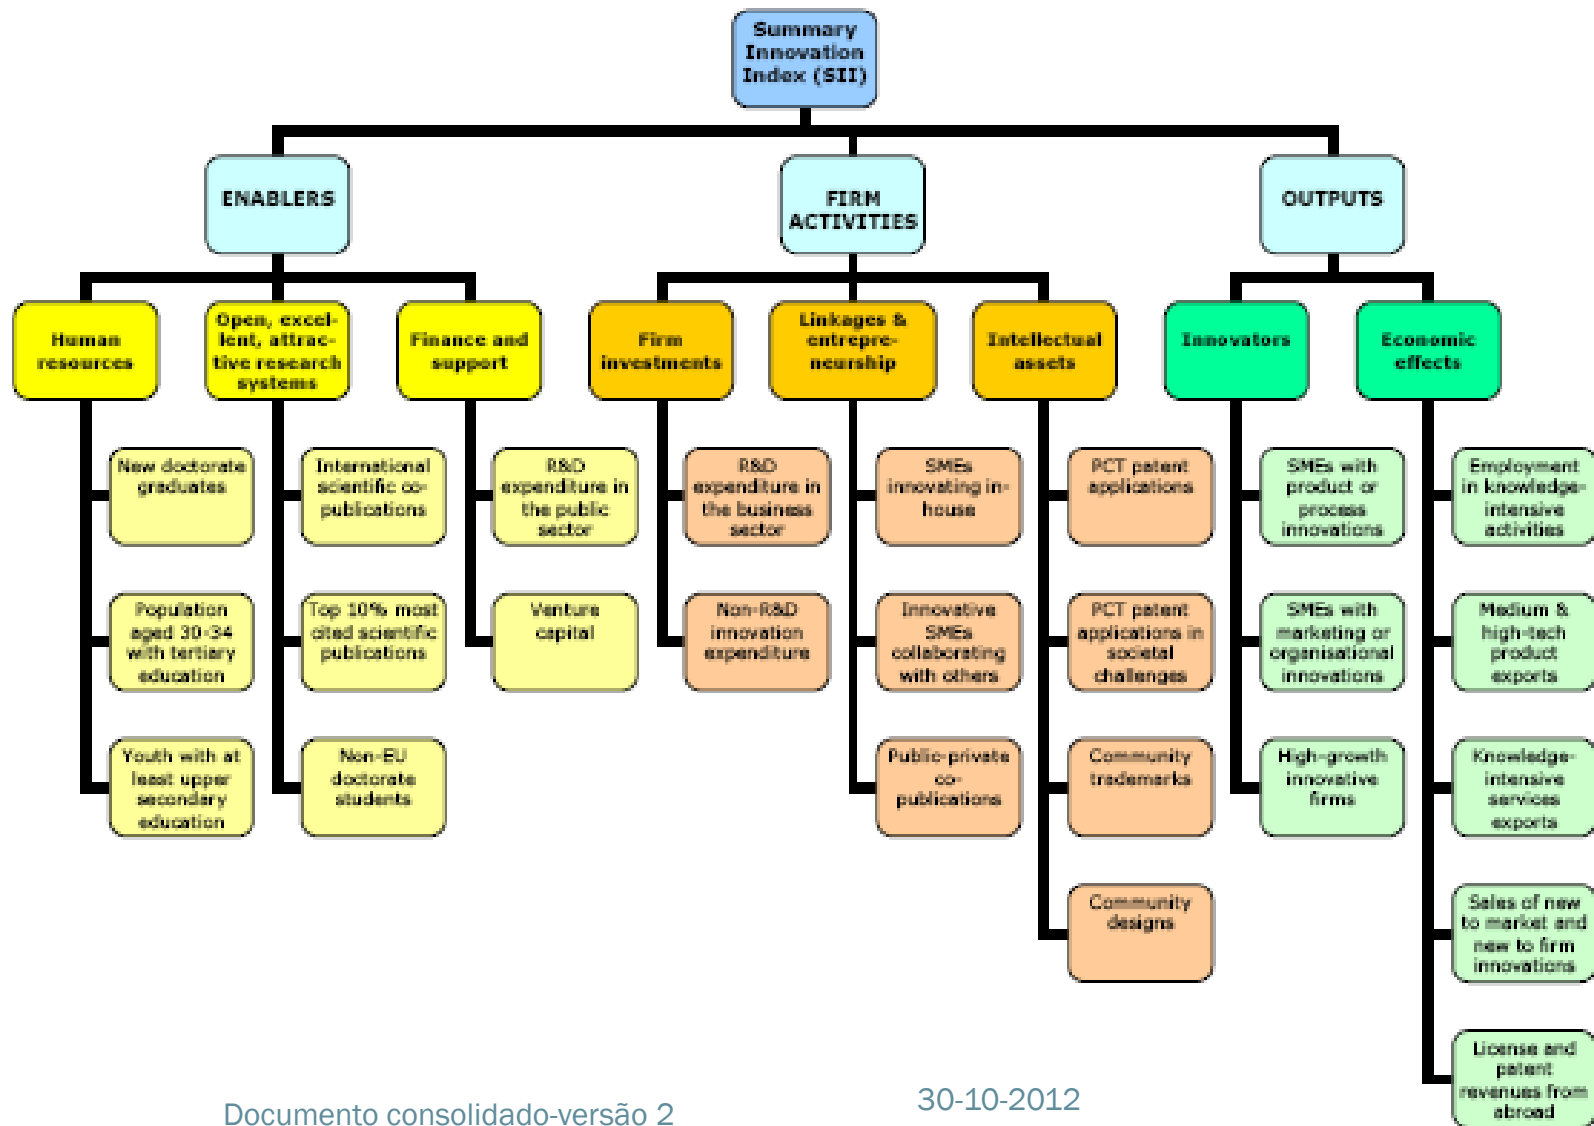 Summary
Innovation
Index (SII)
ENABLERS
FIRM
ACTIVITIES
OUTPUTS
Human
resources
Open, excel-
lent, attrac-
tive research
systems
Finance and
support
Firm
investments
Linkages &
entrepre-
neurship
Intellectual
assets
Innovators
Economic
effects
New doctorate
graduates
Population
aged 30-34
with tertiary
education
Youth with at
least upper
secondary
education
International
scientific co-
publications
Top 10% most
cited scientific
publications
Non-EU
doctorate
students
R&D
expenditure in
the public
sector
Venture
capital
R&D
expenditure in
the business
sector
Non-R&D
innovation
expenditure
SMEs
innovating in-
house
Innovative
SMEs
collaborating
with others
Public-private
co-
publications
PCT patent
applications
PCT patent
applications in
societal
challenges
Community
trademarks
Community
designs
SMEs with
product or
process
innovations
SMEs with
marketing or
organisational
innovations
High-growth
innovative
firms
Employment
in knowledge-
intensive
activities
Medium &
high-tech
product
exports
Knowledge-
intensive
services
exports
Sales of new
to market and
new to firm
innovations
License and
patent
revenues from
abroad
Documento consolidado-versão 2
30-10-2012